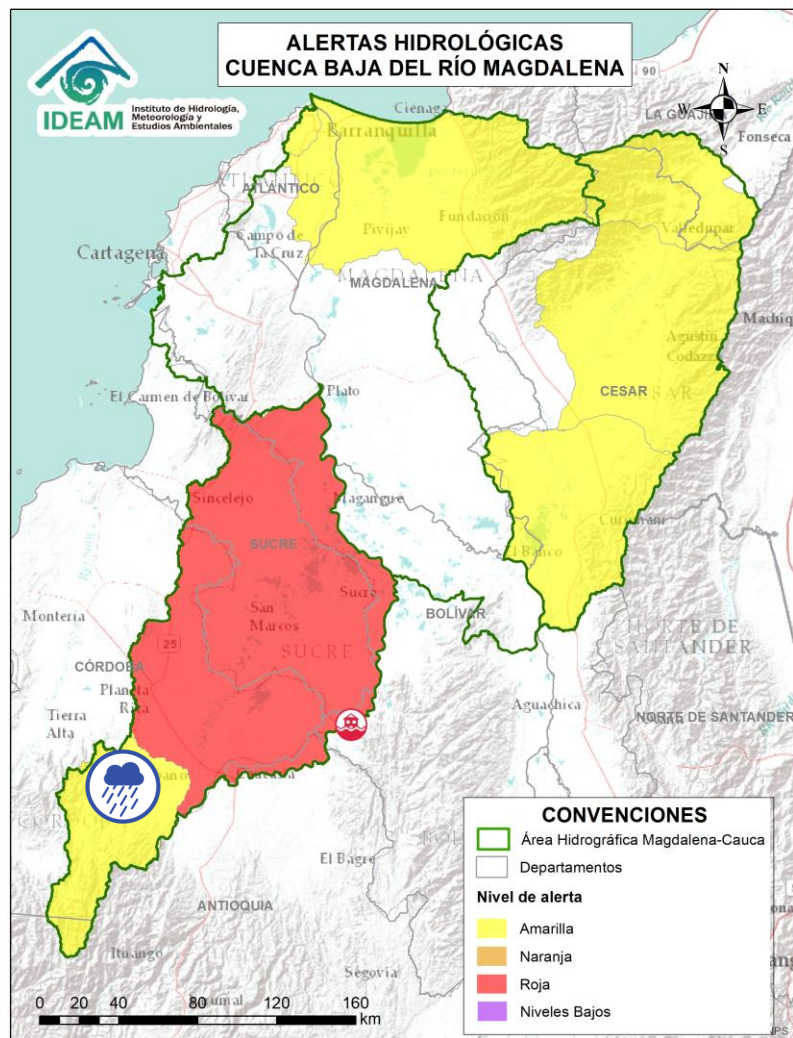 ALERTAS HIDROLÓGICAS
CUENCA BAJA DEL RÍO MAGDALENA
IDEAM
Instituto de Hidrología,
Meteorología y
Estudios Ambientales
90
N
W
E
S
Ciénaga
LA GUAJIRA
Barranquilla
Fonseca
ATLÁNTICO
Fundación
Pivijay
Valledupar
Cartagena
Campo de
la Cruz
MAGDALENA
MAGDALENA
Machiq
Agustín
Codazzi
CESAR
El Carmen de Bolívar
Plato
Sincelejo
Magangue
SUCRE
El Banco
Sucre
BOLÍVAR
Montería
San
Marcos
SUCRE
NORTE DE
SANTANDER
25
CÓRDOBA
Planeta
Rica
Aguachica
NORTE DE SANTANDER
Tierra
Alta
El Bagre
ANTIOQUIA
Ituango
Segovia
0 20 40 80 120 160
km
CONVENCIONES
Área Hidrográfica Magdalena-Cauca
Departamentos
Nivel de alerta
Amarilla
Naranja
Roja
Niveles Bajos